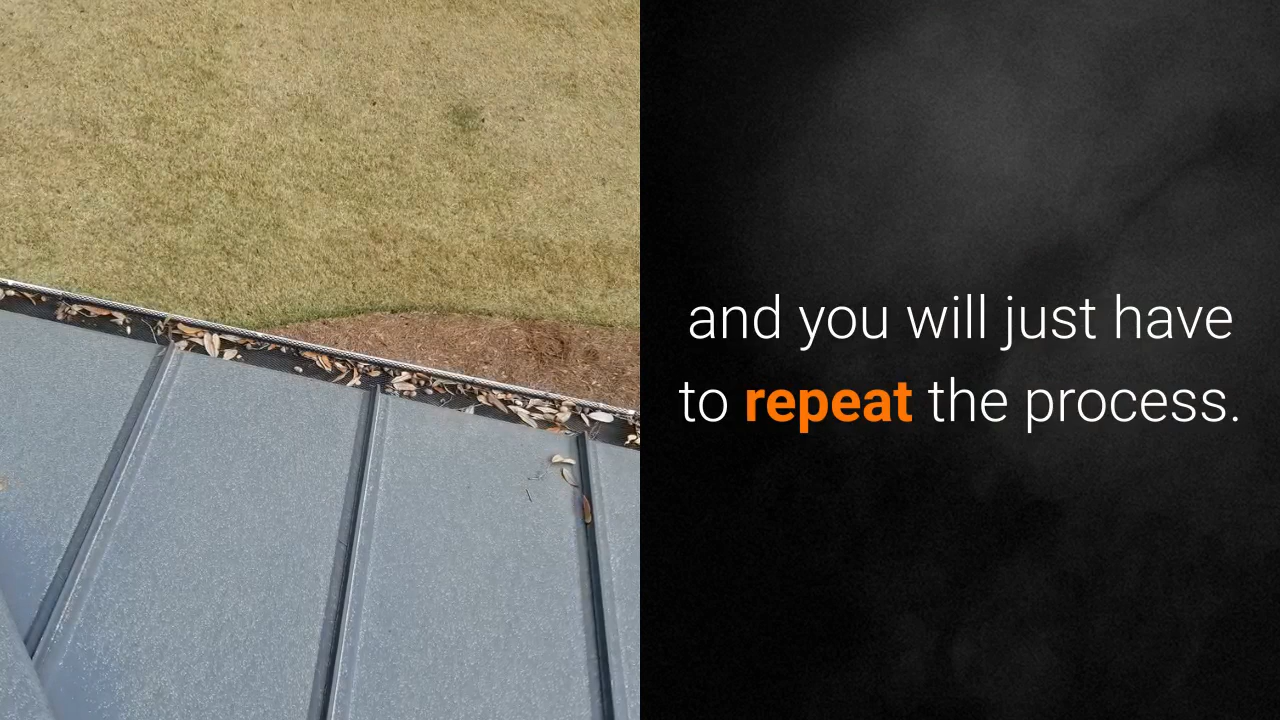 and you will just have
to repeat the process.